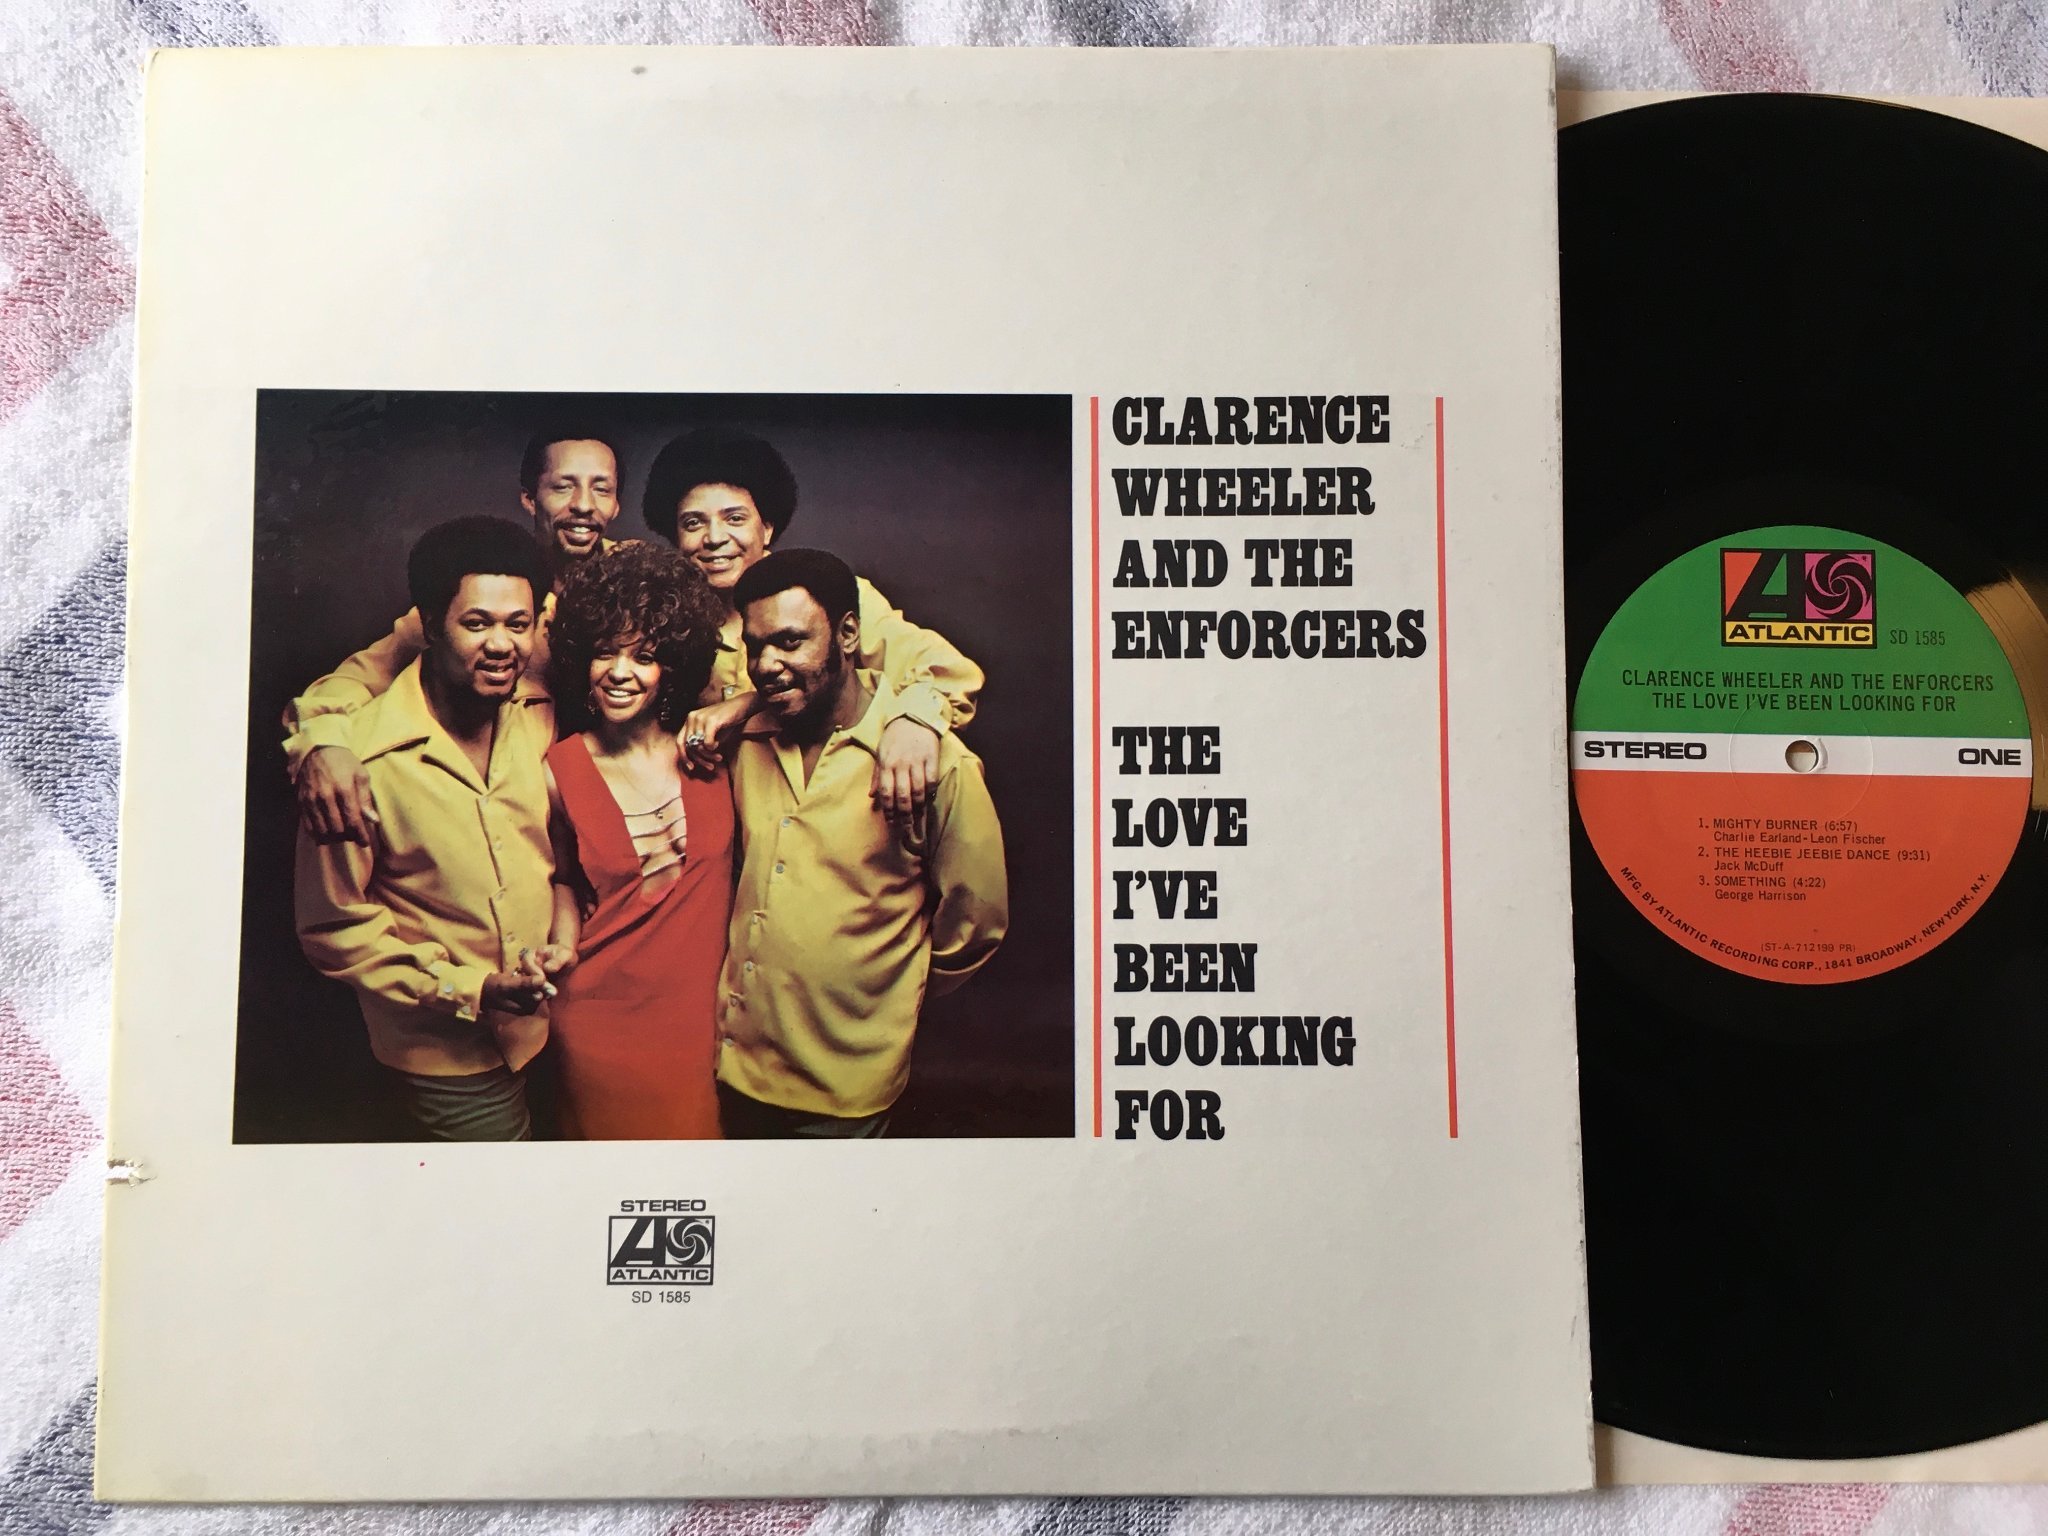 CLARENCE
WHEELER
AND THE
ENFORCERS
THE
LOVE
I'VE
BEEN
LOOKING
FOR
STEREO
ATLANTIC
SD 1585
ATLANTIC
SD 1585
CLARENCE WHEELER AND THE ENFORCERS
THE LOVE I'VE BEEN LOOKING FOR
STEREO
ONE
1. MIGHTY BURNER (6:57)
Charlie Earland-Leon Fischer
2. THE HEEBIE JEEBIE DANCE (9:31)
Jack McDuff
3. SOMETHING (4:22)
George Harrison
(ST-A-712199 PR)
MFG. BY ATLANTIC RECORDING CORP., 1841 BROADWAY, NEW YORK, N.Y.